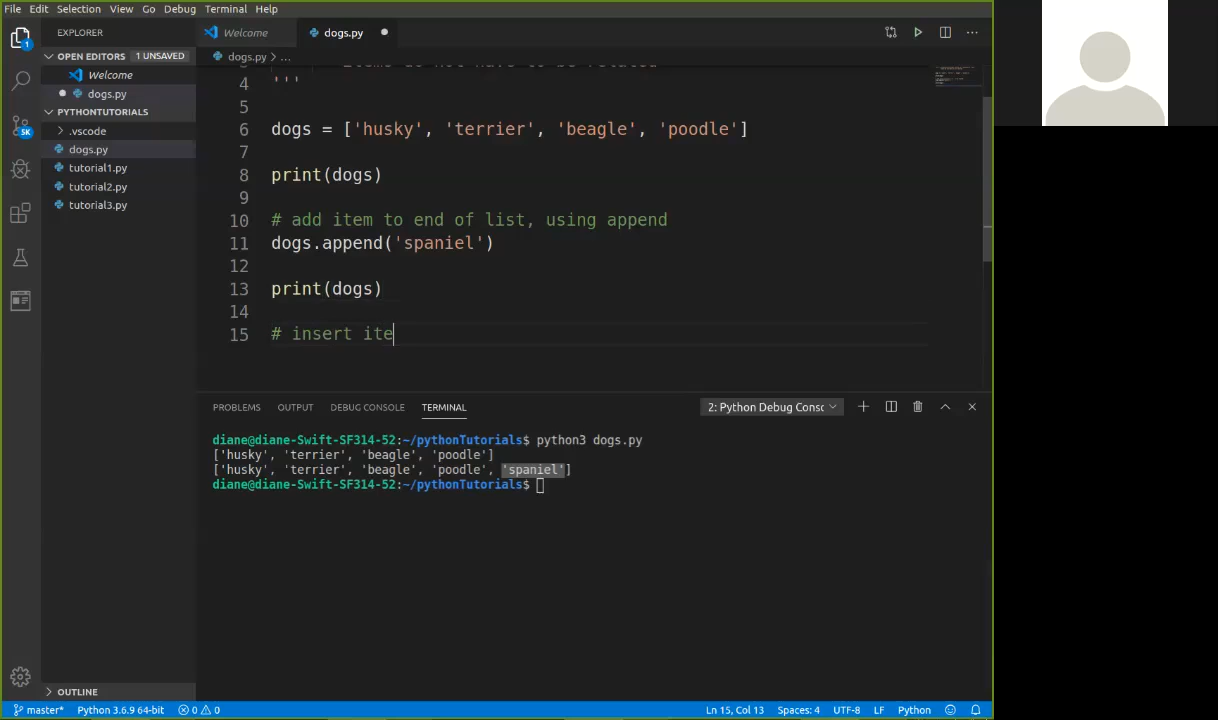 File Edit Selection View Go Debug Terminal Help
EXPLORER
OPEN EDITORS 1 UNSAVED
Welcome
dogs.py
PYTHONTUTORIALS
.vscode
dogs.py
tutorial1.py
tutorial2.py
tutorial3.py
OUTLINE
1
5K
Welcome dogs.py
dogs.py > ...
4 '''
5
6 dogs = ['husky', 'terrier', 'beagle', 'poodle']
7
8 print(dogs)
9
10 # add item to end of list, using append
11 dogs.append('spaniel')
12
13 print(dogs)
14
15 # insert ite
PROBLEMS OUTPUT DEBUG CONSOLE TERMINAL 2: Python Debug Consc
diane@diane-Swift-SF314-52:~/pythonTutorials$ python3 dogs.py
['husky', 'terrier', 'beagle', 'poodle']
['husky', 'terrier', 'beagle', 'poodle', 'spaniel']
diane@diane-Swift-SF314-52:~/pythonTutorials$
master* Python 3.6.9 64-bit 0 0 Ln 15, Col 13 Spaces: 4 UTF-8 LF Python